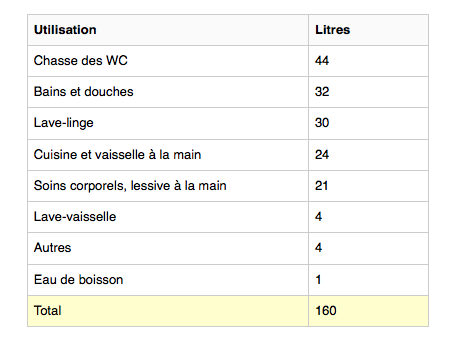 Utilisation Litres
Chasse des WC 44
Bains et douches 32
Lave-linge 30
Cuisine et vaisselle à la main 24
Soins corporels, lessive à la main 21
Lave-vaisselle 4
Autres 4
Eau de boisson 1
Total 160